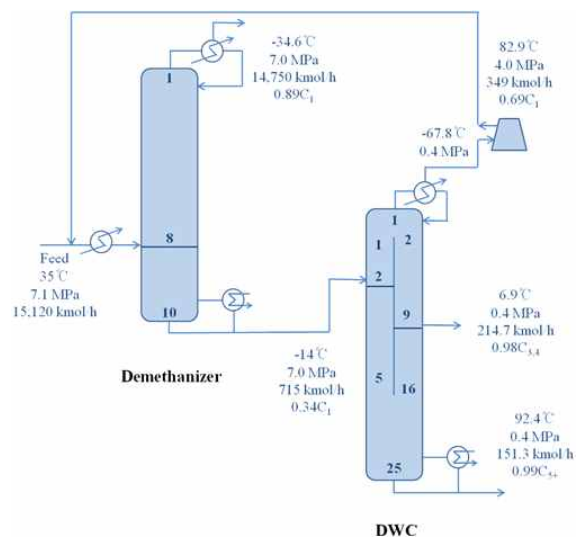 -34.6℃
7.0 MPa
14,750 kmol/h
0.89C1
82.9℃
4.0 MPa
349 kmol/h
0.69C1
1
-67.8℃
0.4 MPa
1
1
2
8
Feed
35℃
7.1 MPa
15,120 kmol/h
2
6.9℃
0.4 MPa
214.7 kmol/h
0.98C3,4
9
10
-14℃
7.0 MPa
715 kmol/h
0.34C1
Demethanizer
5
16
92.4℃
0.4 MPa
151.3 kmol/h
0.99C5+
25
DWC